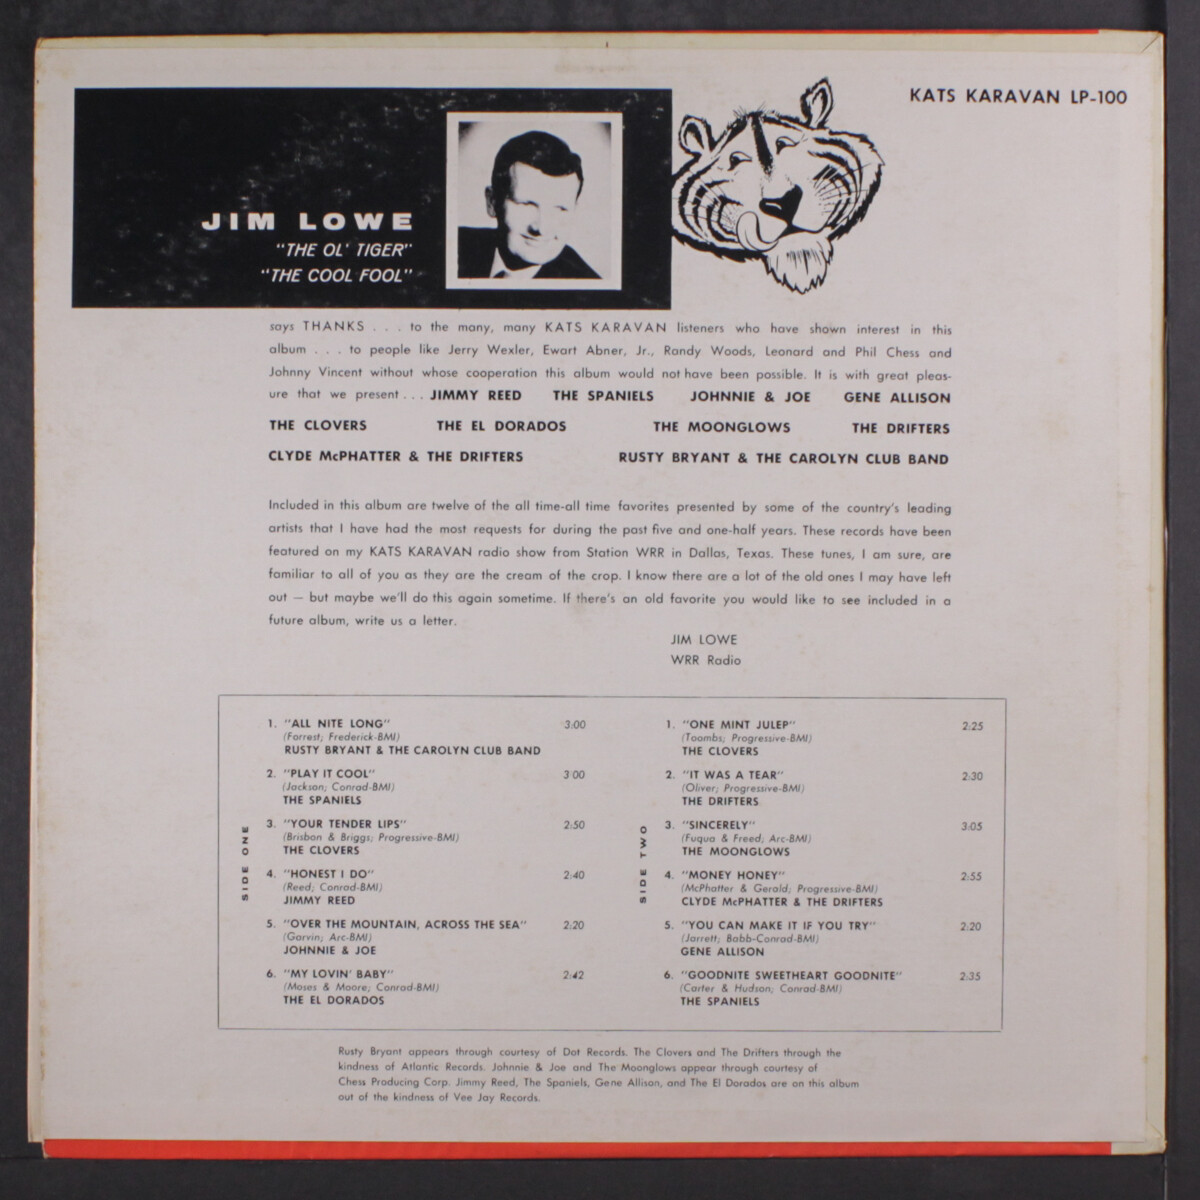 KATS KARAVAN LP-100
JIM LOWE
"THE OL' TIGER"
"THE COOL FOOL"
says THANKS . . . to the many, many KATS KARAVAN listeners who have shown interest in this
album . . . to people like Jerry Wexler, Ewart Abner, Jr., Randy Woods, Leonard and Phil Chess and
Johnny Vincent without whose cooperation this album would not have been possible. It is with great pleas-
ure that we present . . . JIMMY REED THE SPANIELS JOHNNIE & JOE GENE ALLISON
THE CLOVERS THE EL DORADOS THE MOONGLOWS THE DRIFTERS
CLYDE McPHATTER & THE DRIFTERS RUSTY BRYANT & THE CAROLYN CLUB BAND
Included in this album are twelve of the all time-all time favorites presented by some of the country's leading
artists that I have had the most requests for during the past five and one-half years. These records have been
featured on my KATS KARAVAN radio show from Station WRR in Dallas, Texas. These tunes, I am sure, are
familiar to all of you as they are the cream of the crop. I know there are a lot of the old ones I may have left
out — but maybe we'll do this again sometime. If there's an old favorite you would like to see included in a
future album, write us a letter.
JIM LOWE
WRR Radio
SIDE ONE
1. "ALL NITE LONG" 3:00
(Forrest; Frederick-BMI)
RUSTY BRYANT & THE CAROLYN CLUB BAND
2. "PLAY IT COOL" 3:00
(Jackson; Conrad-BMI)
THE SPANIELS
3. "YOUR TENDER LIPS" 2:50
(Brisbon & Briggs; Progressive-BMI)
THE CLOVERS
4. "HONEST I DO" 2:40
(Reed; Conrad-BMI)
JIMMY REED
5. "OVER THE MOUNTAIN, ACROSS THE SEA" 2:20
(Garvin; Arc-BMI)
JOHNNIE & JOE
6. "MY LOVIN' BABY" 2:42
(Moses & Moore; Conrad-BMI)
THE EL DORADOS
SIDE TWO
1. "ONE MINT JULEP" 2:25
(Toombs; Progressive-BMI)
THE CLOVERS
2. "IT WAS A TEAR" 2:30
(Oliver; Progressive-BMI)
THE DRIFTERS
3. "SINCERELY" 3:05
(Fuqua & Freed; Arc-BMI)
THE MOONGLOWS
4. "MONEY HONEY" 2:55
(McPhatter & Gerald; Progressive-BMI)
CLYDE McPHATTER & THE DRIFTERS
5. "YOU CAN MAKE IT IF YOU TRY" 2:20
(Jarrett; Babb-Conrad-BMI)
GENE ALLISON
6. "GOODNITE SWEETHEART GOODNITE" 2:35
(Carter & Hudson; Conrad-BMI)
THE SPANIELS
Rusty Bryant appears through courtesy of Dot Records. The Clovers and The Drifters through the
kindness of Atlantic Records. Johnnie & Joe and The Moonglows appear through courtesy of
Chess Producing Corp. Jimmy Reed, The Spaniels, Gene Allison, and The El Dorados are on this album
out of the kindness of Vee Jay Records.